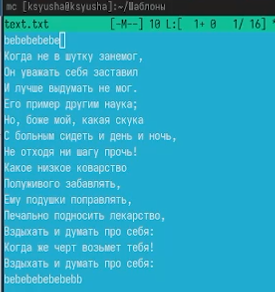 mc [ksyusha@ksyusha]:~/Шаблоны
text.txt [-M--] 10 L:[ 1+ 0 1/ 16] *
bebebebebe
Когда не в шутку занемог,
Он уважать себя заставил
И лучше выдумать не мог.
Его пример другим наука;
Но, боже мой, какая скука
С больным сидеть и день и ночь,
Не отходя ни шагу прочь!
Какое низкое коварство
Полуживого забавлять,
Ему подушки поправлять,
Печально подносить лекарство,
Вздыхать и думать про себя:
Когда же черт возьмет тебя!
Вздыхать и думать про себя:
bebebebebebebb